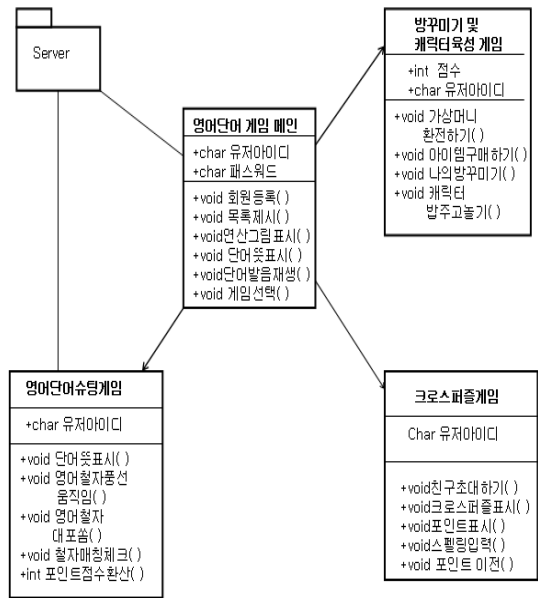 Server
방꾸미기 및
캐릭터육성 게임
+int 점수
+char 유저아이디
+void 가상머니
환전하기()
+void 아이템구매하기()
+void 나의방꾸미기()
+void 캐릭터
밥주고놀기()
영어단어 게임 메인
+char 유저아이디
+char 패스워드
+void 회원등록()
+void 목록제시()
+void연산그림표시()
+void 단어뜻표시()
+void단어발음재생()
+void 게임선택()
영어단어슈팅게임
+char 유저아이디
+void 단어뜻표시()
+void 영어철자풍선
움직임()
+void 영어철자
대포쏨()
+void 철자매칭체크()
+int 포인트점수환산()
크로스퍼즐게임
Char 유저아이디
+void친구초대하기()
+void크로스퍼즐표시()
+void포인트표시()
+void스펠링입력()
+void 포인트 이전()